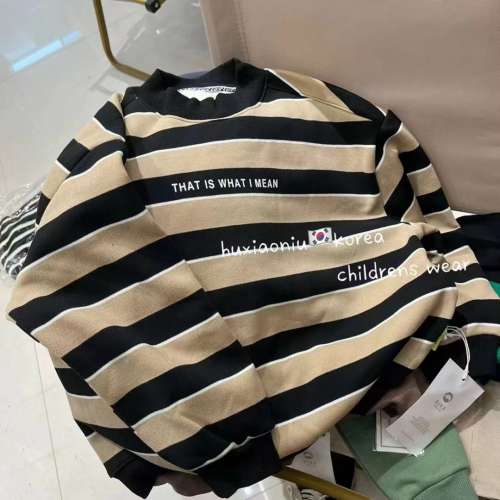 THAT IS WHAT I MEAN
huxiaoniu🇰🇷korea
childrens wear